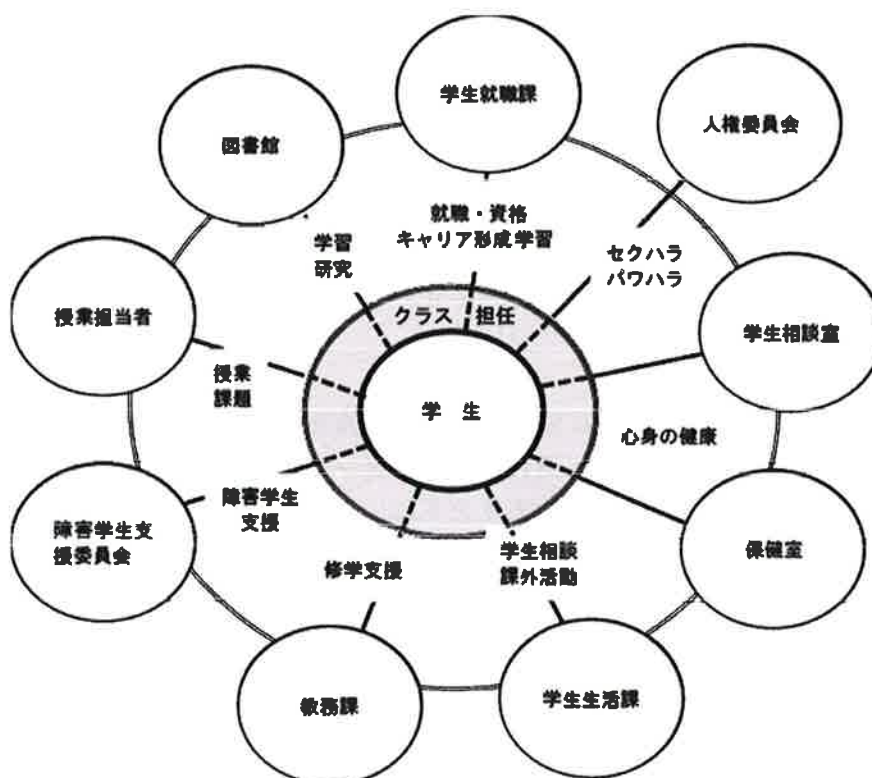 学生就職課
人権委員会
図書館
就職・資格
キャリア形成学習
学習
研究
セクハラ
パワハラ
授業担当者
クラス 担任
学生相談室
授業
課題
学 生
心身の健康
障害学生
支援
障害学生支
援委員会
修学支援
学生相談
課外活動
保健室
教務課
学生生活課